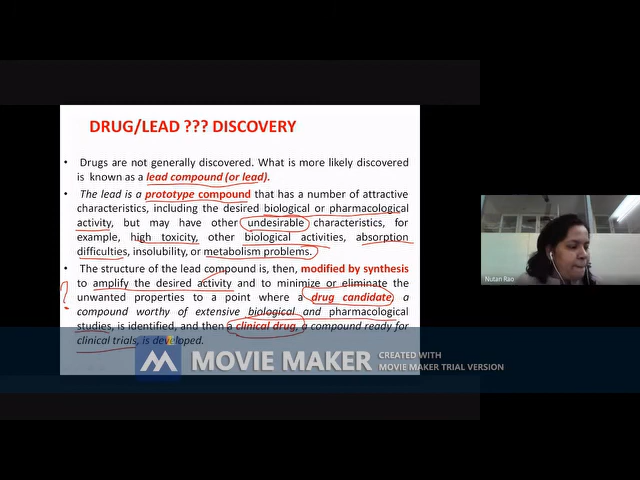 DRUG/LEAD ??? DISCOVERY
• Drugs are not generally discovered. What is more likely discovered
is known as a lead compound (or lead).
• The lead is a prototype compound that has a number of attractive
characteristics, including the desired biological or pharmacological
activity, but may have other undesirable characteristics, for
example, high toxicity, other biological activities, absorption
difficulties, insolubility, or metabolism problems.
• The structure of the lead compound is, then, modified by synthesis
to amplify the desired activity and to minimize or eliminate the
unwanted properties to a point where a drug candidate, a
compound worthy of extensive biological and pharmacological
studies, is identified, and then a clinical drug, a compound ready for
clinical trials, is developed.
?
Nutan Rao
M
MOVIE MAKER
CREATED WITH
MOVIE MAKER TRIAL VERSION